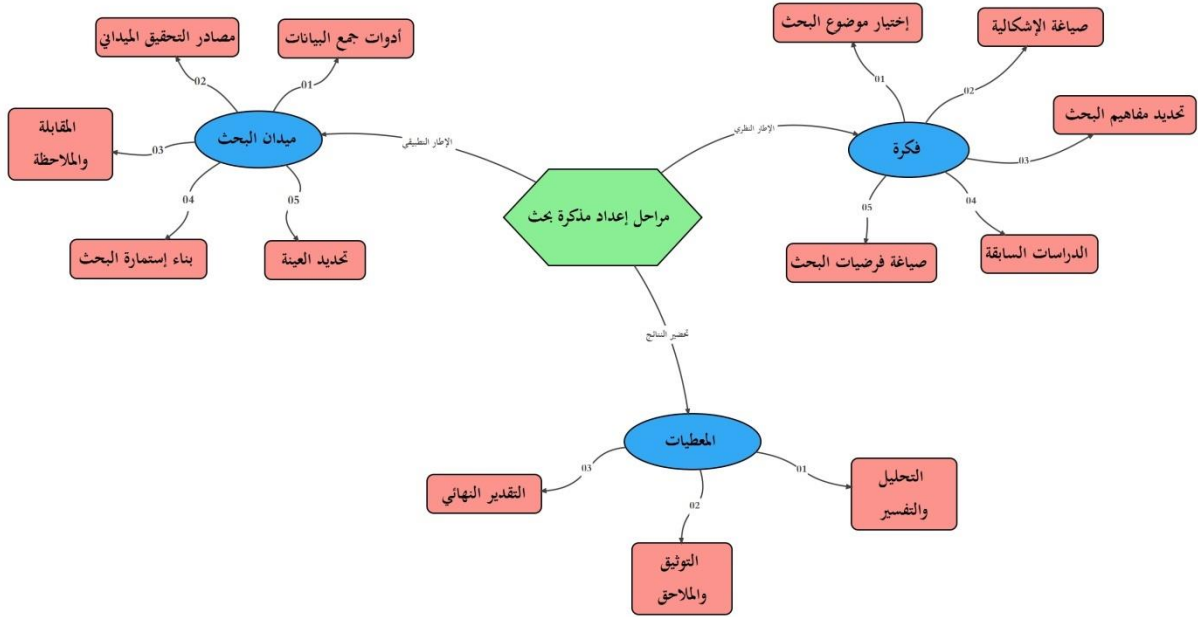 إختيار موضوع البحث
صياغة الإشكالية
أدوات جمع البيانات
مصادر التحقيق الميداني
01
02
01
02
تحديد مفاهيم البحث
المقابلة
والملاحظة
ميدان البحث
الإطار النظري
الإطار التطبيقي
فكرة
03
03
04
05
04
05
مراحل إعداد مذكرة بحث
الدراسات السابقة
صياغة فرضيات البحث
تحديد العينة
بناء إستمارة البحث
تحضير النتائج
المعطيات
01
02
03
التحليل
والتفسير
التقدير النهائي
التوثيق
والملاحق